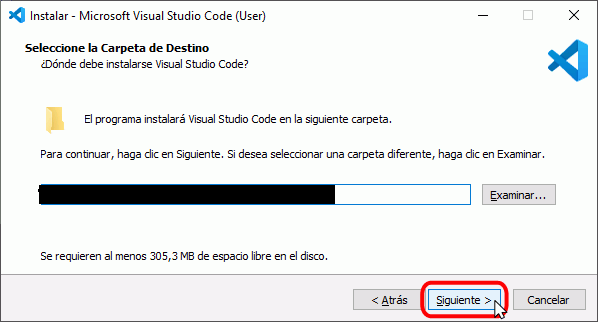 Instalar - Microsoft Visual Studio Code (User)
Seleccione la Carpeta de Destino
¿Dónde debe instalarse Visual Studio Code?
El programa instalará Visual Studio Code en la siguiente carpeta.
Para continuar, haga clic en Siguiente. Si desea seleccionar una carpeta diferente, haga clic en Examinar.
Examinar...
Se requieren al menos 305,3 MB de espacio libre en el disco.
< Atrás
Siguiente >
Cancelar